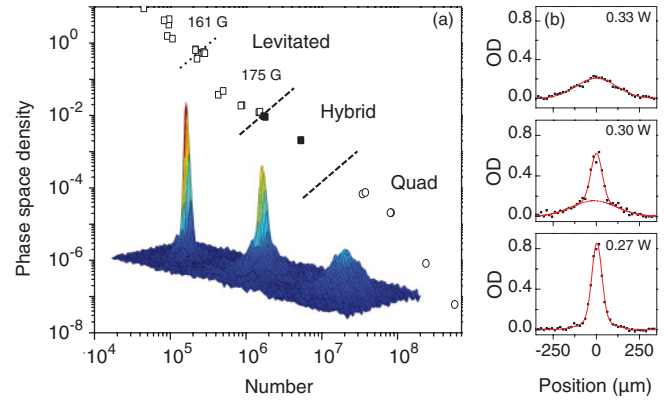 (a)
161 G
Levitated
175 G
Hybrid
Quad
Phase space density
10^0
10^-2
10^-4
10^-6
10^-8
10^4
10^5
10^6
10^7
10^8
Number
(b)
0.33 W
OD
0.8
0.4
0.0
0.30 W
OD
0.8
0.4
0.0
0.27 W
OD
0.8
0.4
0.0
-250 0 250
Position (μm)